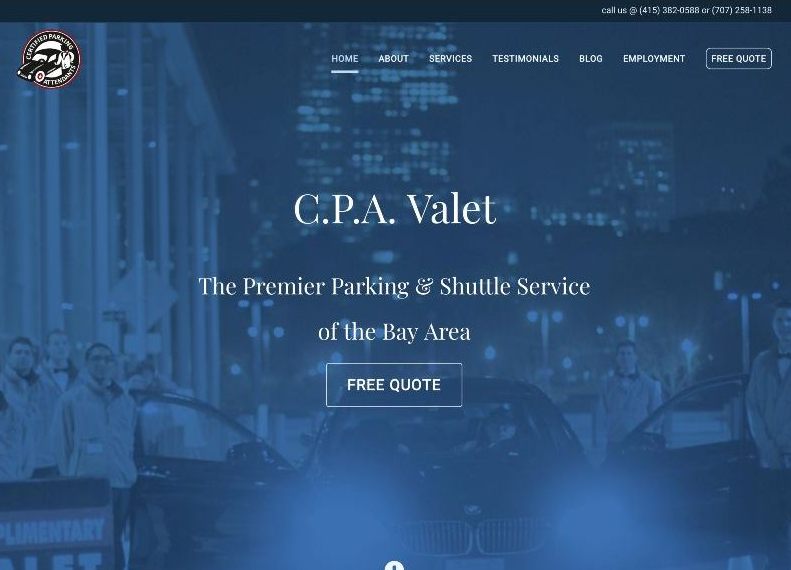 call us @ (415) 382-0588 or (707) 258-1138
CERTIFIED PARKING
ATTENDANTS
HOME ABOUT SERVICES TESTIMONIALS BLOG EMPLOYMENT FREE QUOTE
C.P.A. Valet
The Premier Parking & Shuttle Service
of the Bay Area
FREE QUOTE
PLIMENTARY
ALET